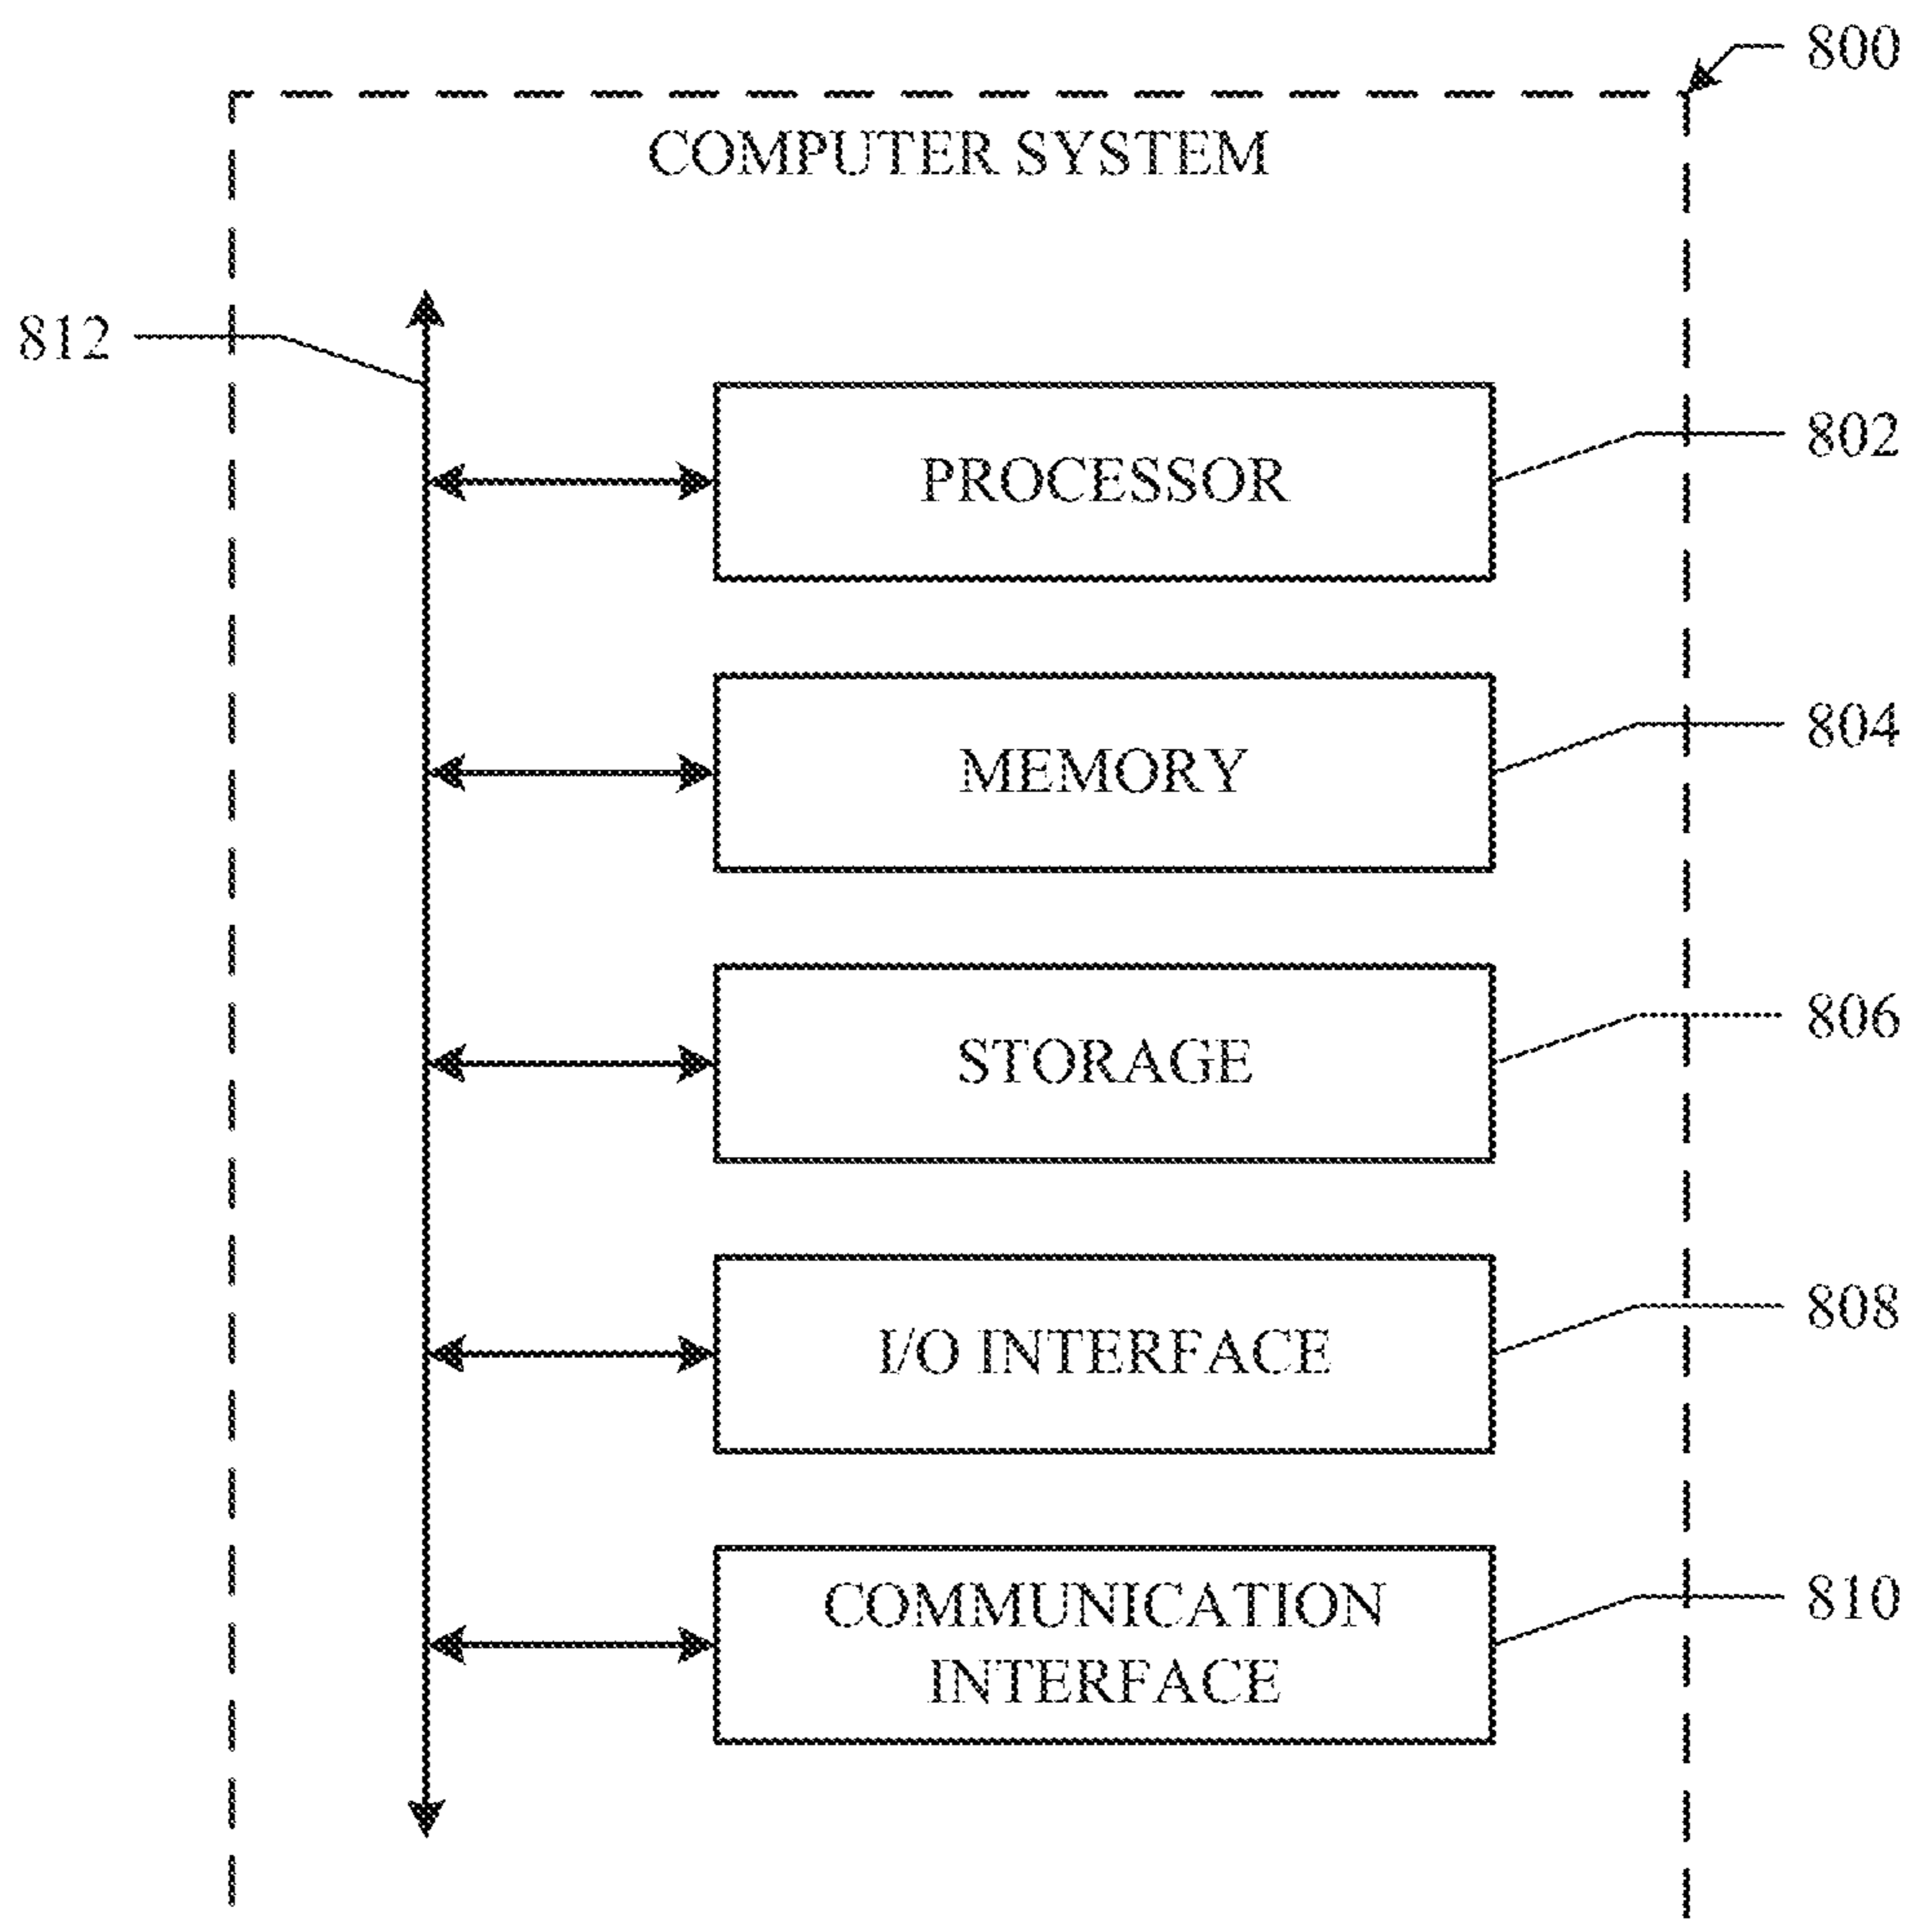 800
COMPUTER SYSTEM
812
PROCESSOR
802
MEMORY
804
STORAGE
806
I/O INTERFACE
808
COMMUNICATION
INTERFACE
810